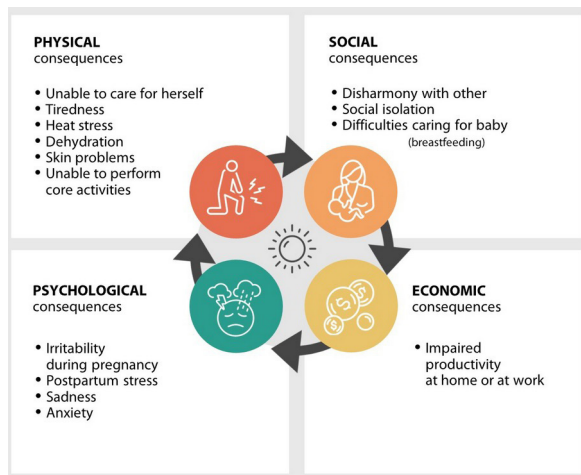 PHYSICAL
consequences
• Unable to care for herself
• Tiredness
• Heat stress
• Dehydration
• Skin problems
• Unable to perform
core activities
SOCIAL
consequences
• Disharmony with other
• Social isolation
• Difficulties caring for baby
(breastfeeding)
PSYCHOLOGICAL
consequences
• Irritability
during pregnancy
• Postpartum stress
• Sadness
• Anxiety
ECONOMIC
consequences
• Impaired
productivity
at home or at work
$
$
$